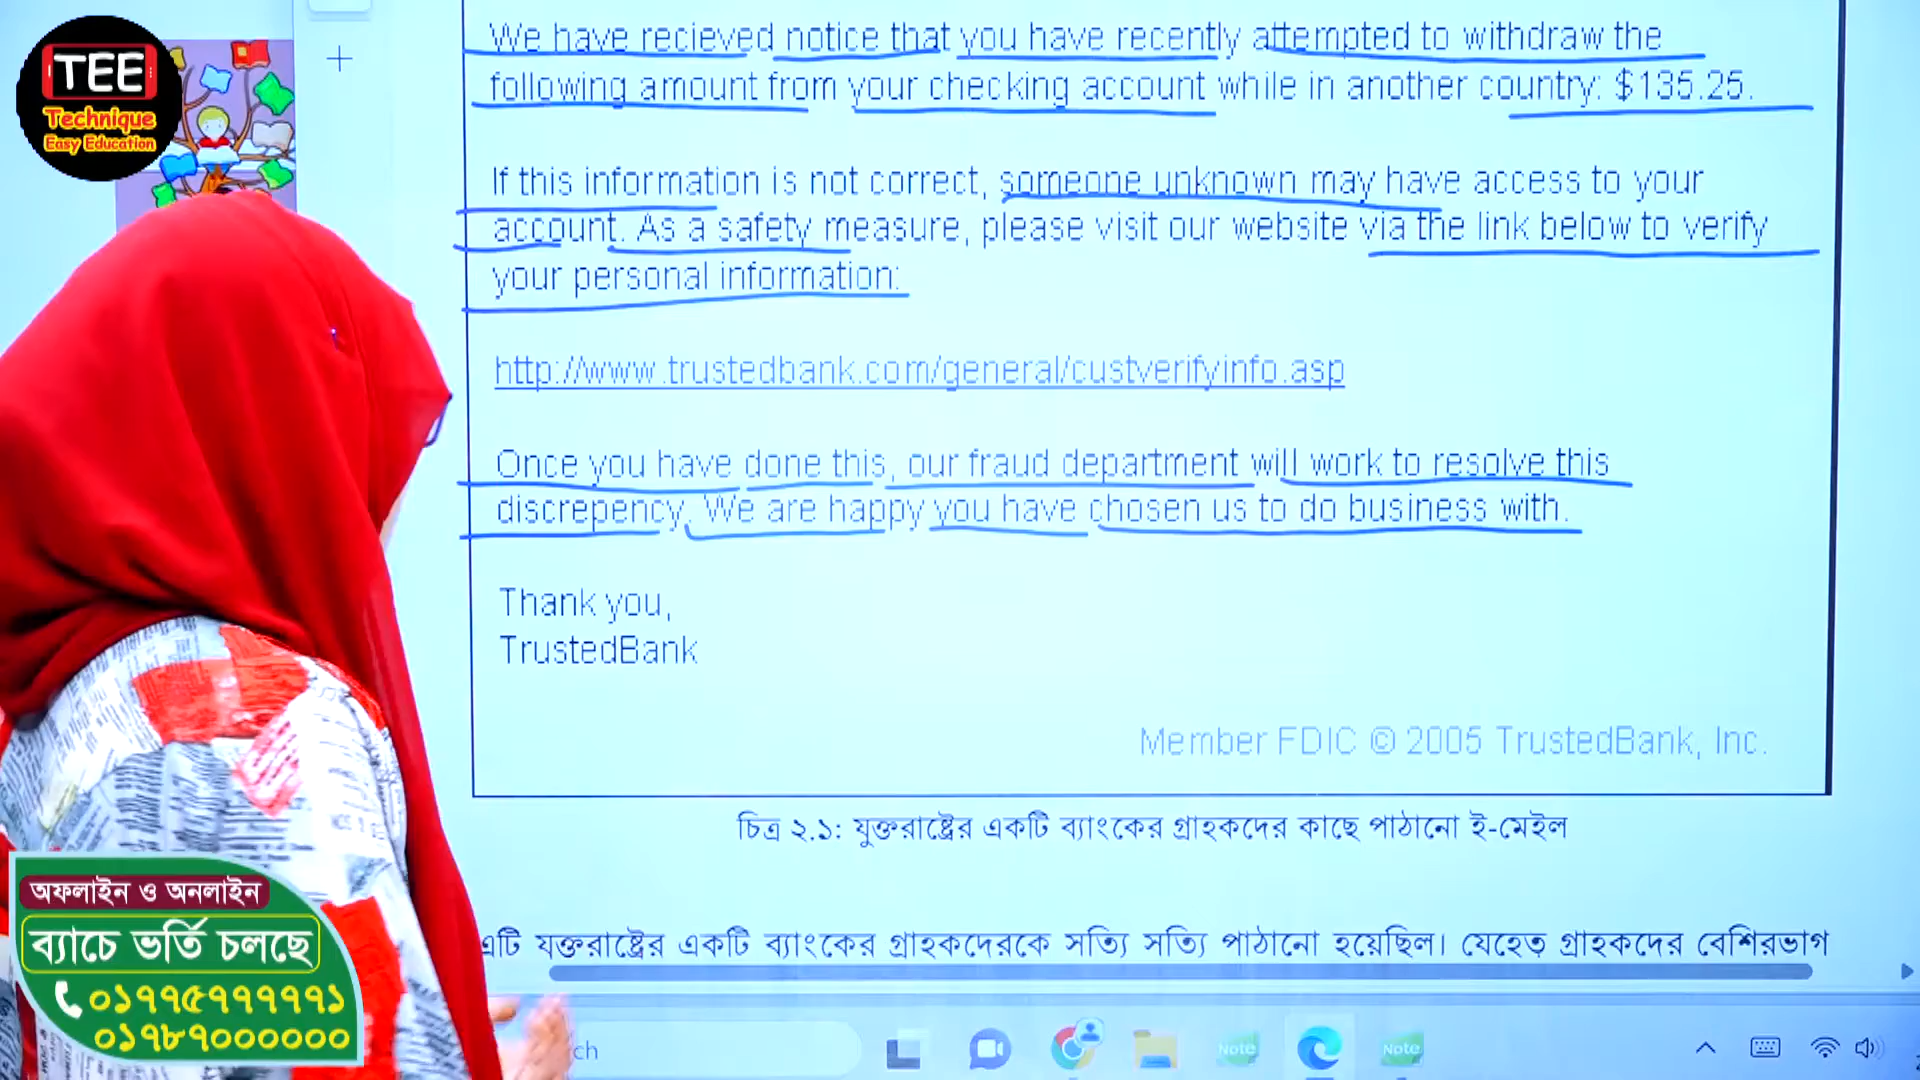 TEE
Technique
Easy Education
We have recieved notice that you have recently attempted to withdraw the
following amount from your checking account while in another country: $135.25.
If this information is not correct, someone unknown may have access to your
account. As a safety measure, please visit our website via the link below to verify
your personal information:
http://www.trustedbank.com/general/custverifyinfo.asp
Once you have done this, our fraud department will work to resolve this
discrepency. We are happy you have chosen us to do business with.
Thank you,
TrustedBank
Member FDIC © 2005 TrustedBank, Inc.
চিত্র ২.১: যুক্তরাষ্ট্রের একটি ব্যাংকের গ্রাহকদের কাছে পাঠানো ই-মেইল
এটি যুক্তরাষ্ট্রের একটি ব্যাংকের গ্রাহকদেরকে সত্যি সত্যি পাঠানো হয়েছিল। যেহেতু গ্রাহকদের বেশিরভাগ
অফলাইন ও অনলাইন
ব্যাচে ভর্তি চলছে
০১৭৭৫৭৭৭৭৭১
০১৭৮৭০০০০০০
ch
Note
Note